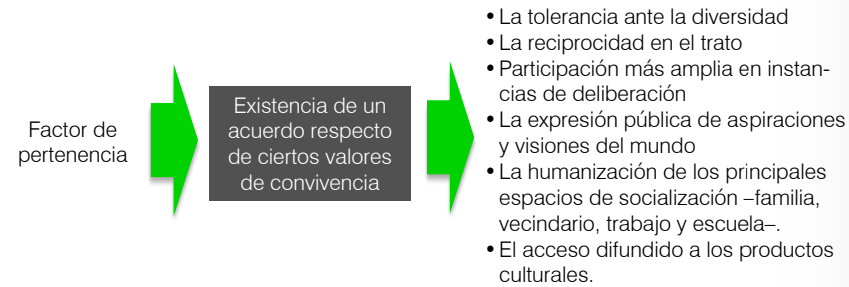 Factor de
pertenencia
Existencia de un
acuerdo respecto
de ciertos valores
de convivencia
• La tolerancia ante la diversidad
• La reciprocidad en el trato
• Participación más amplia en instan-
cias de deliberación
• La expresión pública de aspiraciones
y visiones del mundo
• La humanización de los principales
espacios de socialización –familia,
vecindario, trabajo y escuela–.
• El acceso difundido a los productos
culturales.